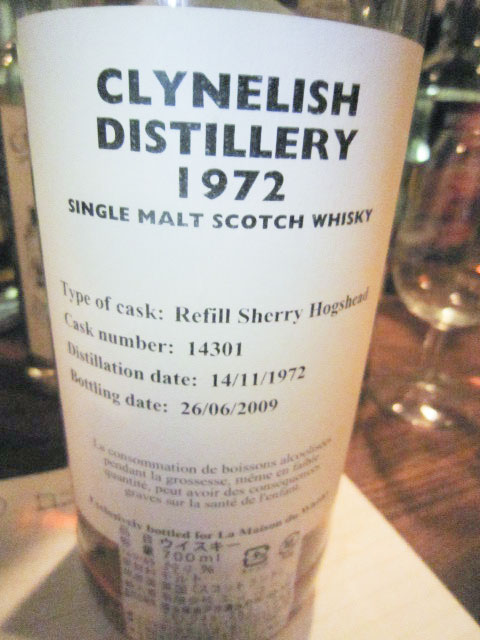 CLYNELISH
DISTILLERY
1972
SINGLE MALT SCOTCH WHISKY
Type of cask: Refill Sherry Hogshead
Cask number: 14301
Distillation date: 14/11/1972
Bottling date: 26/06/2009
La consommation de boissons alcoolisées
pendant la grossesse, même en faible
quantité, peut avoir des conséquences
graves sur la santé de l'enfant.
Exclusively bottled for La Maison du
ウイスキー
700ml
モルト